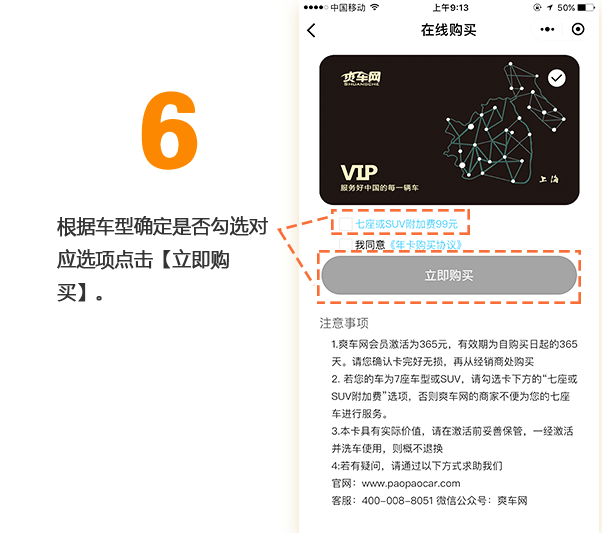 ●●●●○ 中国移动 上午9:13 50%
在线购买
6
根据车型确定是否勾选对
应选项点击【立即购
买】。
爽车网
SHUANGCHE
VIP
服务好中国的每一辆车
上海
七座或SUV附加费99元
我同意《年卡购买协议》
立即购买
注意事项
1.爽车网会员激活为365元，有效期为自购买日起的365
天。请您确认卡完好无损，再从经销商处购买
2. 若您的车为7座车型或SUV，请勾选卡下方的“七座或
SUV附加费”选项，否则爽车网的商家不便为您的七座
车进行服务。
3.本卡具有实际价值，请在激活前妥善保管，一经激活
并洗车使用，则概不退换
4:若有疑问，请通过以下方式求助我们
官网：www.paopaocar.com
客服：400-008-8051 微信公众号：爽车网